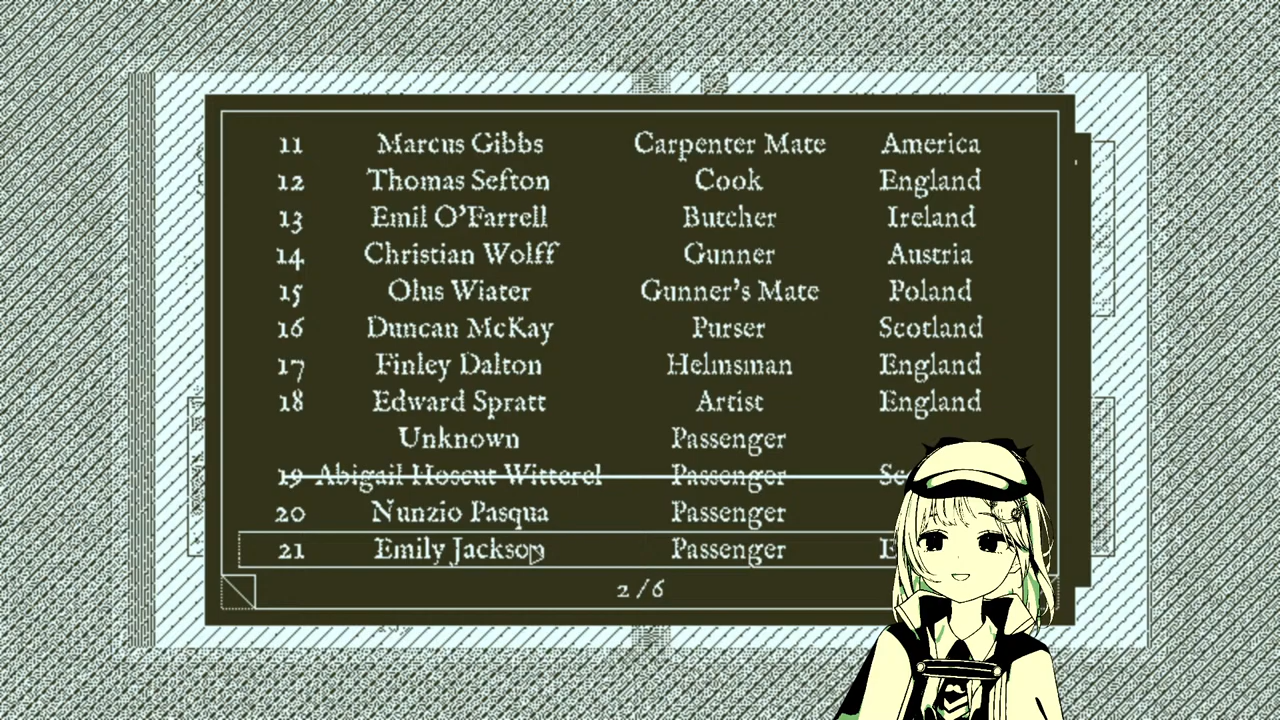 11 Marcus Gibbs Carpenter Mate America
12 Thomas Sefton Cook England
13 Emil O'Farrell Butcher Ireland
14 Christian Wolff Gunner Austria
15 Olus Wiater Gunner's Mate Poland
16 Duncan McKay Purser Scotland
17 Finley Dalton Helmsman England
18 Edward Spratt Artist England
Unknown Passenger
19 Abigail Hoscut Witterel Passenger
20 Nunzio Pasqua Passenger
21 Emily Jackson Passenger
2/6